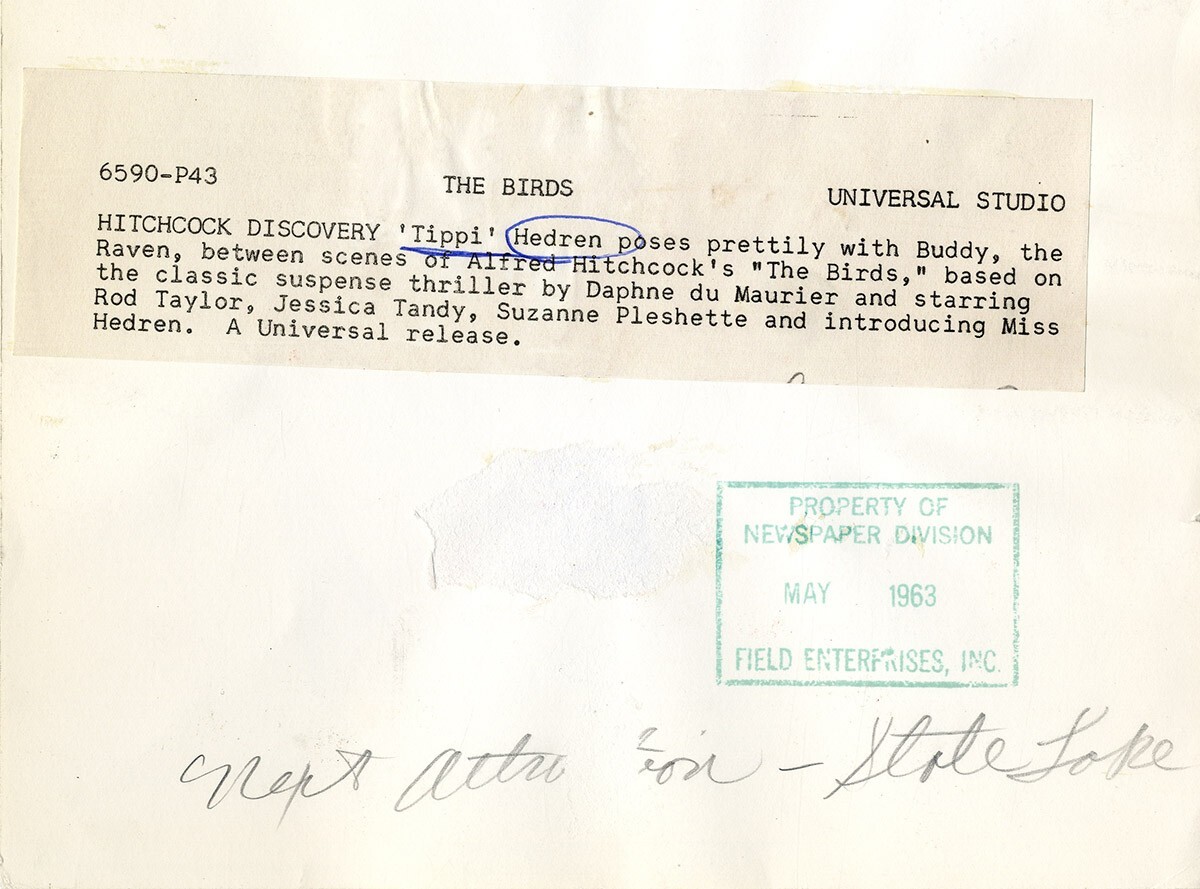 6590-P43 THE BIRDS UNIVERSAL STUDIO
HITCHCOCK DISCOVERY 'Tippi' Hedren poses prettily with Buddy, the
Raven, between scenes of Alfred Hitchcock's "The Birds," based on
the classic suspense thriller by Daphne du Maurier and starring
Rod Taylor, Jessica Tandy, Suzanne Pleshette and introducing Miss
Hedren. A Universal release.
PROPERTY OF
NEWSPAPER DIVISION
MAY 1963
FIELD ENTERPRISES, INC.
Next Attra ion - State Lake